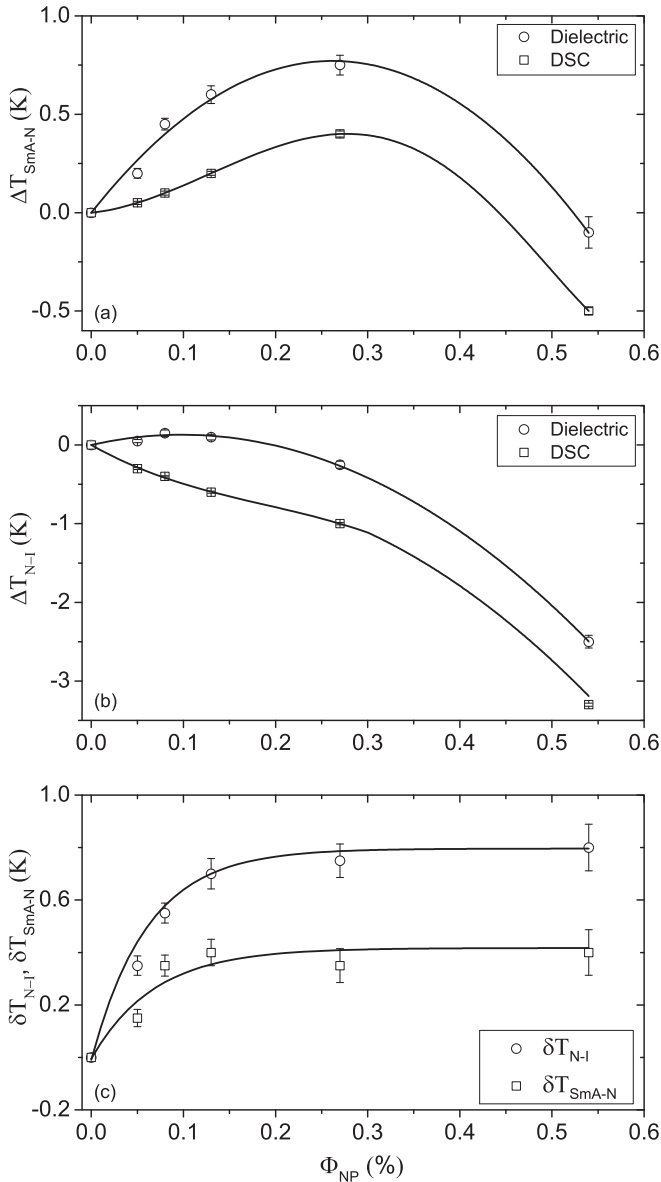 1.0
Dielectric
DSC
0.5
ΔT_SmA-N (K)
0.0
-0.5
(a)
0.0 0.1 0.2 0.3 0.4 0.5 0.6
Dielectric
DSC
0
-1
ΔT_N−I (K)
-2
-3
(b)
0.0 0.1 0.2 0.3 0.4 0.5 0.6
1.0
0.6
δT_N−I, δT_SmA-N (K)
0.2
δT_N-I
δT_SmA-N
(c)
-0.2
0.0 0.1 0.2 0.3 0.4 0.5 0.6
Φ_NP (%)